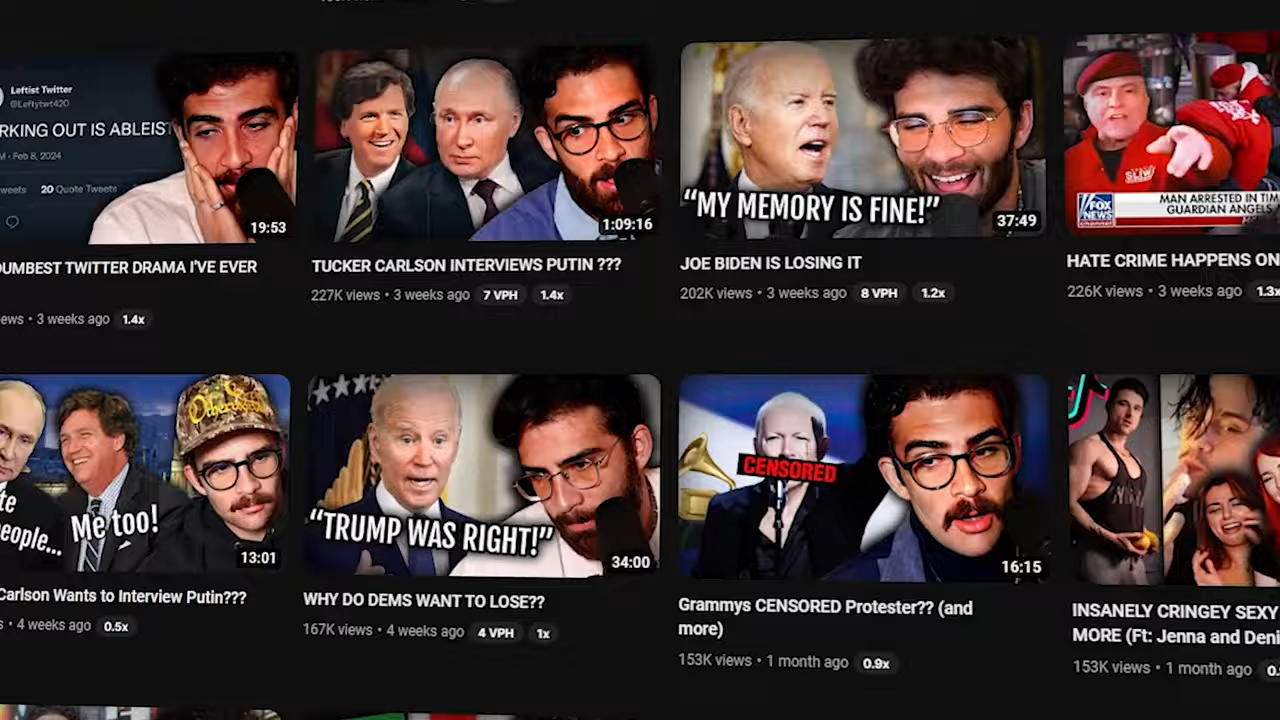 Leftist Twitter
@Leftytwt420
RKING OUT IS ABLEIST
M · Feb 8, 2024
weets 20 Quote Tweets
19:53
1:09:16
"MY MEMORY IS FINE!"
37:49
SLIWA
FOX
NEWS
channel
MAN ARRESTED IN TIM
GUARDIAN ANGELS
DUMBEST TWITTER DRAMA I'VE EVER
ews • 3 weeks ago 1.4x
TUCKER CARLSON INTERVIEWS PUTIN ???
227K views • 3 weeks ago 7 VPH 1.4x
JOE BIDEN IS LOSING IT
202K views • 3 weeks ago 8 VPH 1.2x
HATE CRIME HAPPENS ON
226K views • 3 weeks ago 1.3x
te
eople...
Me too!
13:01
"TRUMP WAS RIGHT!"
34:00
CENSORED
16:15
Carlson Wants to Interview Putin???
s • 4 weeks ago 0.5x
WHY DO DEMS WANT TO LOSE??
167K views • 4 weeks ago 4 VPH 1x
Grammys CENSORED Protester?? (and
more)
153K views • 1 month ago 0.9x
INSANELY CRINGEY SEXY
MORE (Ft: Jenna and Deni
153K views • 1 month ago 0.